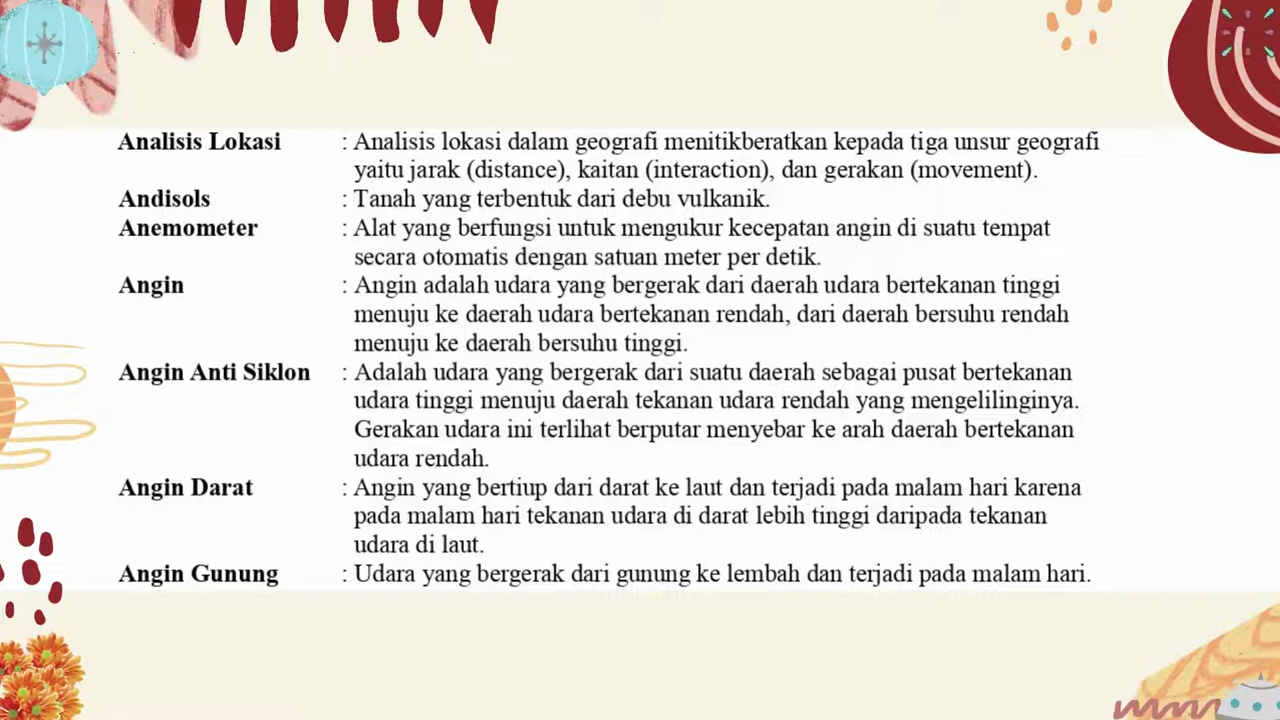 Analisis Lokasi : Analisis lokasi dalam geografi menitikberatkan kepada tiga unsur geografi
yaitu jarak (distance), kaitan (interaction), dan gerakan (movement).
Andisols : Tanah yang terbentuk dari debu vulkanik.
Anemometer : Alat yang berfungsi untuk mengukur kecepatan angin di suatu tempat
secara otomatis dengan satuan meter per detik.
Angin : Angin adalah udara yang bergerak dari daerah udara bertekanan tinggi
menuju ke daerah udara bertekanan rendah, dari daerah bersuhu rendah
menuju ke daerah bersuhu tinggi.
Angin Anti Siklon : Adalah udara yang bergerak dari suatu daerah sebagai pusat bertekanan
udara tinggi menuju daerah tekanan udara rendah yang mengelilinginya.
Gerakan udara ini terlihat berputar menyebar ke arah daerah bertekanan
udara rendah.
Angin Darat : Angin yang bertiup dari darat ke laut dan terjadi pada malam hari karena
pada malam hari tekanan udara di darat lebih tinggi daripada tekanan
udara di laut.
Angin Gunung : Udara yang bergerak dari gunung ke lembah dan terjadi pada malam hari.